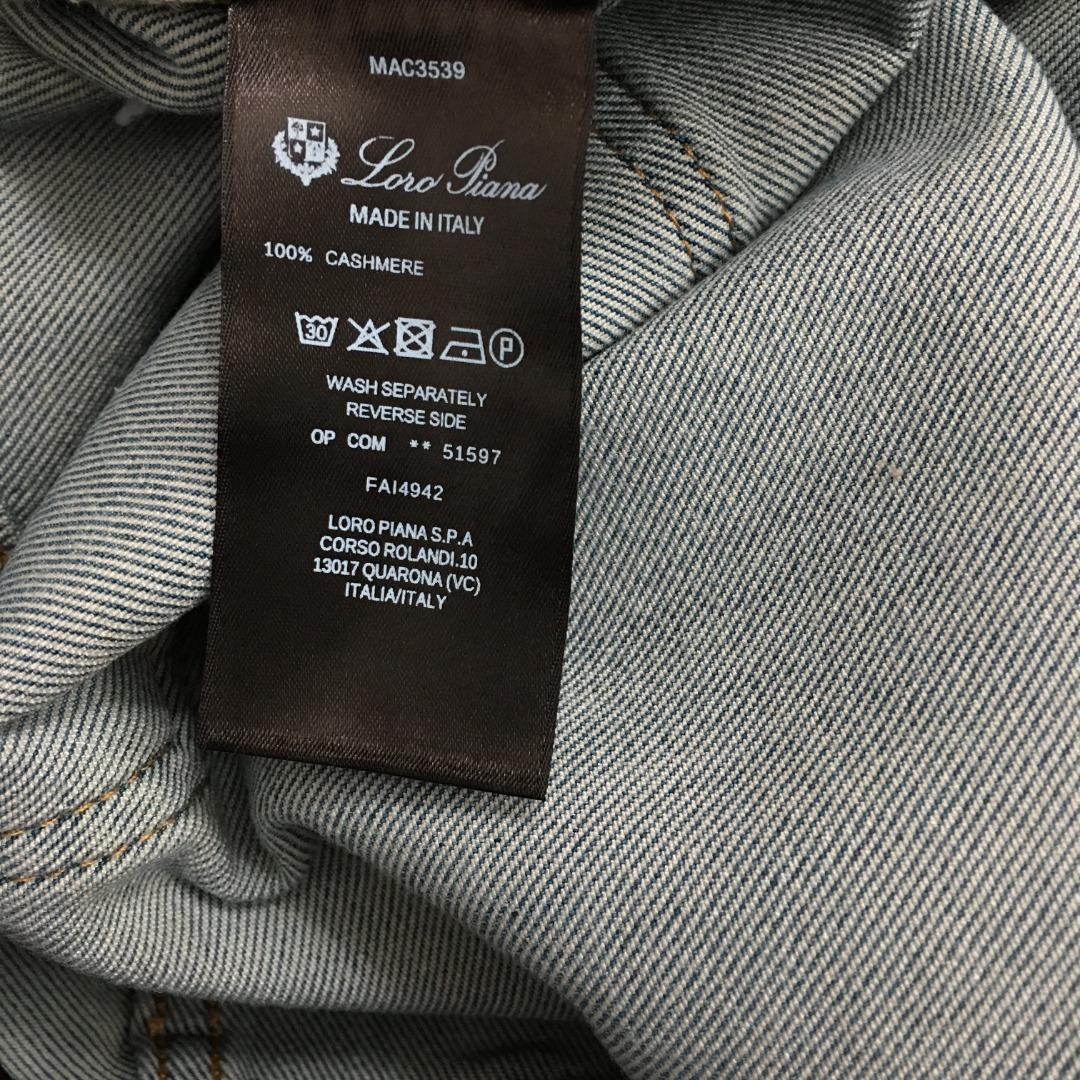 MAC3539
Loro Piana
MADE IN ITALY
100% CASHMERE
30 P
WASH SEPARATELY
REVERSE SIDE
OP COM ** 51597
FAI4942
LORO PIANA S.P.A
CORSO ROLANDI.10
13017 QUARONA (VC)
ITALIA/ITALY